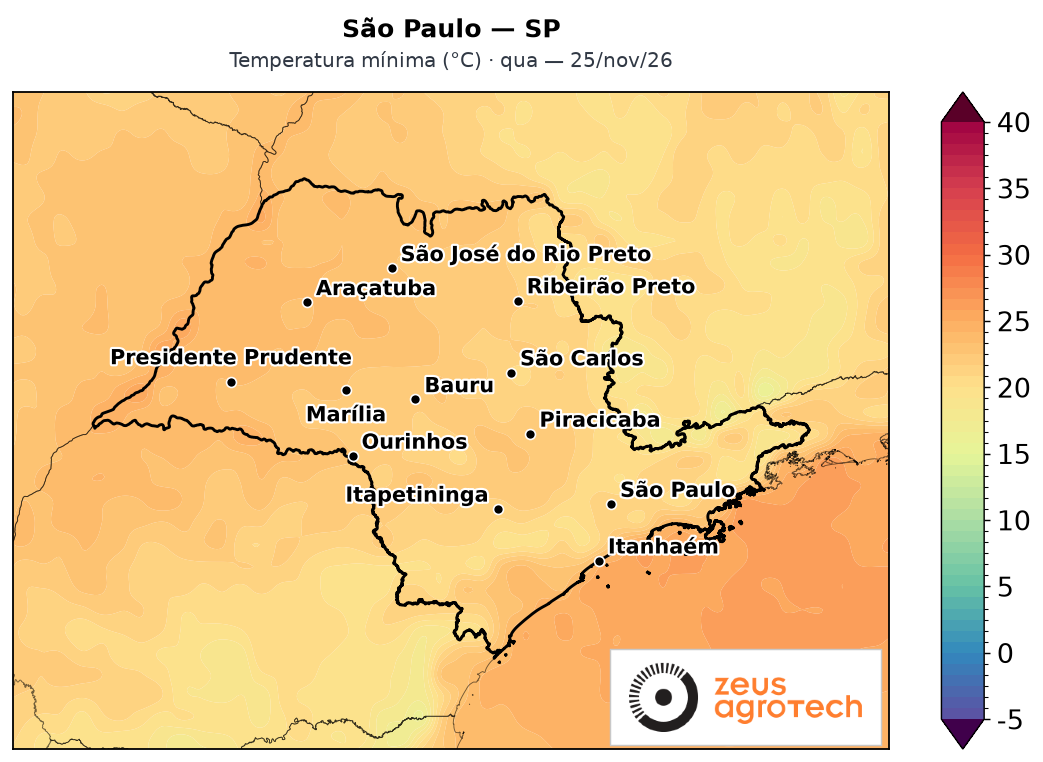 São Paulo — SP
Temperatura mínima (°C) · qua — 25/nov/26
São José do Rio Preto
Araçatuba
Ribeirão Preto
Presidente Prudente
São Carlos
Bauru
Marília
Piracicaba
Ourinhos
Itapetininga
São Paulo
Itanhaém
zeus
agrotech
40
35
30
25
20
15
10
5
0
-5